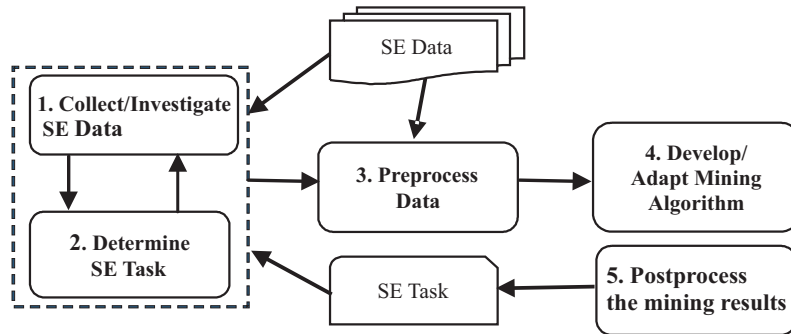 SE Data
1. Collect/Investigate
SE Data
2. Determine
SE Task
3. Preprocess
Data
4. Develop/
Adapt Mining
Algorithm
SE Task
5. Postprocess
the mining results